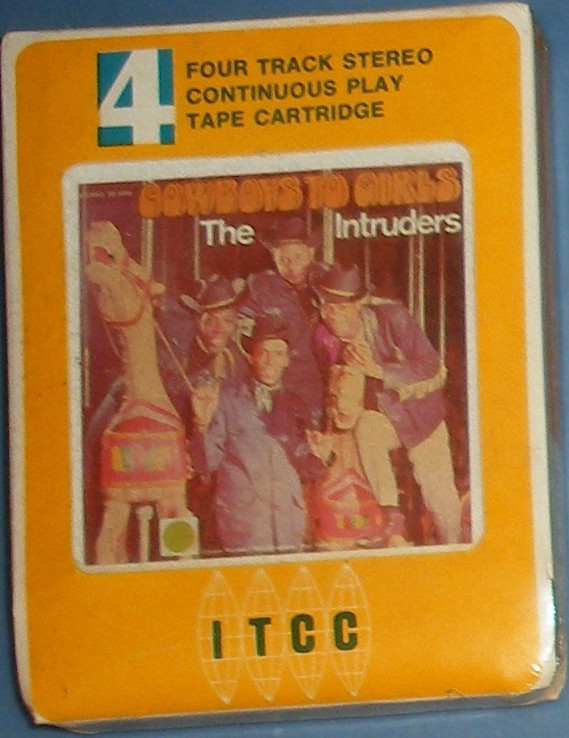 4
FOUR TRACK STEREO
CONTINUOUS PLAY
TAPE CARTRIDGE
COWBOYS TO GIRLS
The Intruders
ITCC